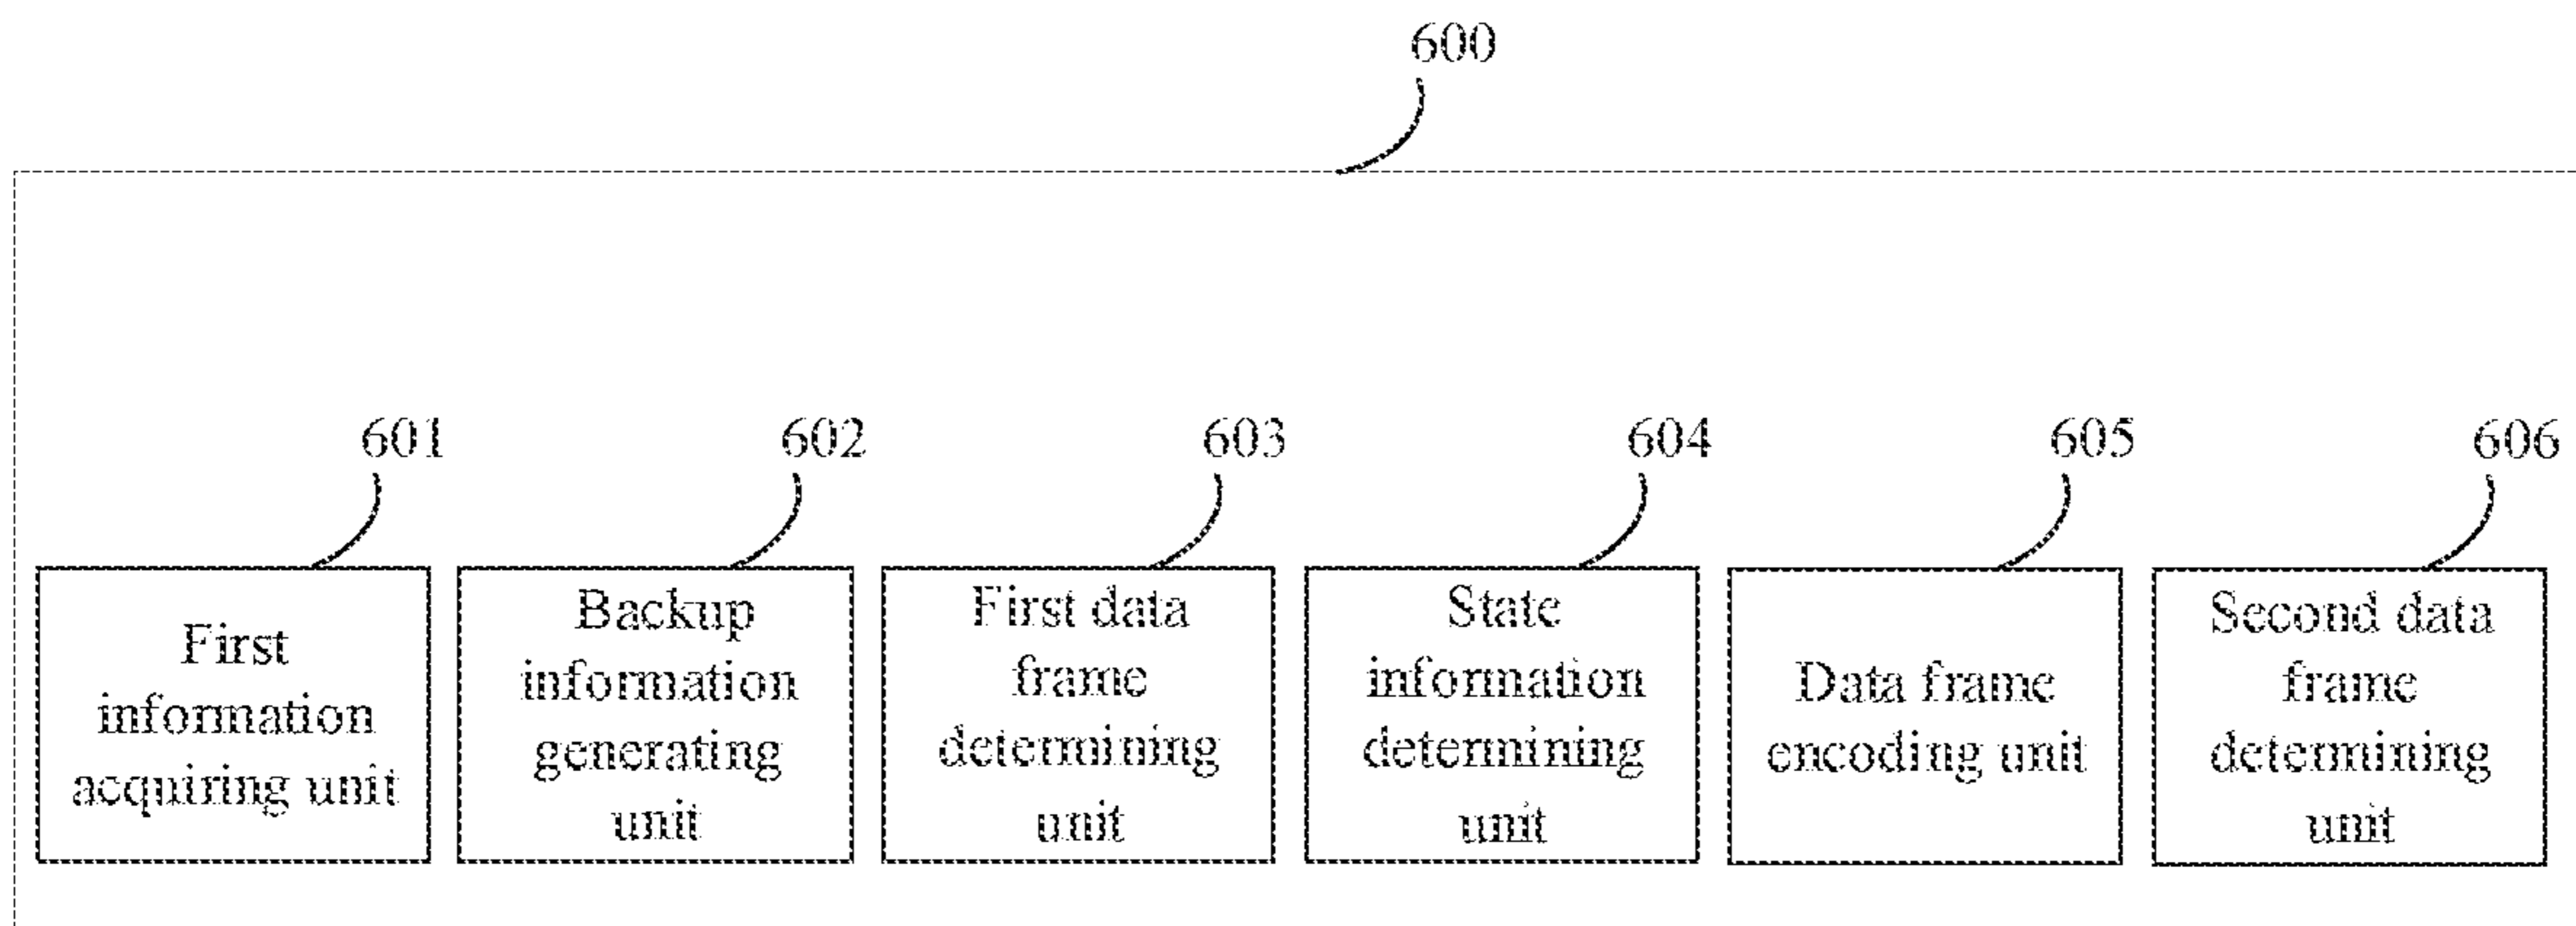 600
601
602
603
604
605
606
First
information
acquiring unit
Backup
information
generating
unit
First data
frame
determining
unit
State
information
determining
unit
Data frame
encoding unit
Second data
frame
determining
unit